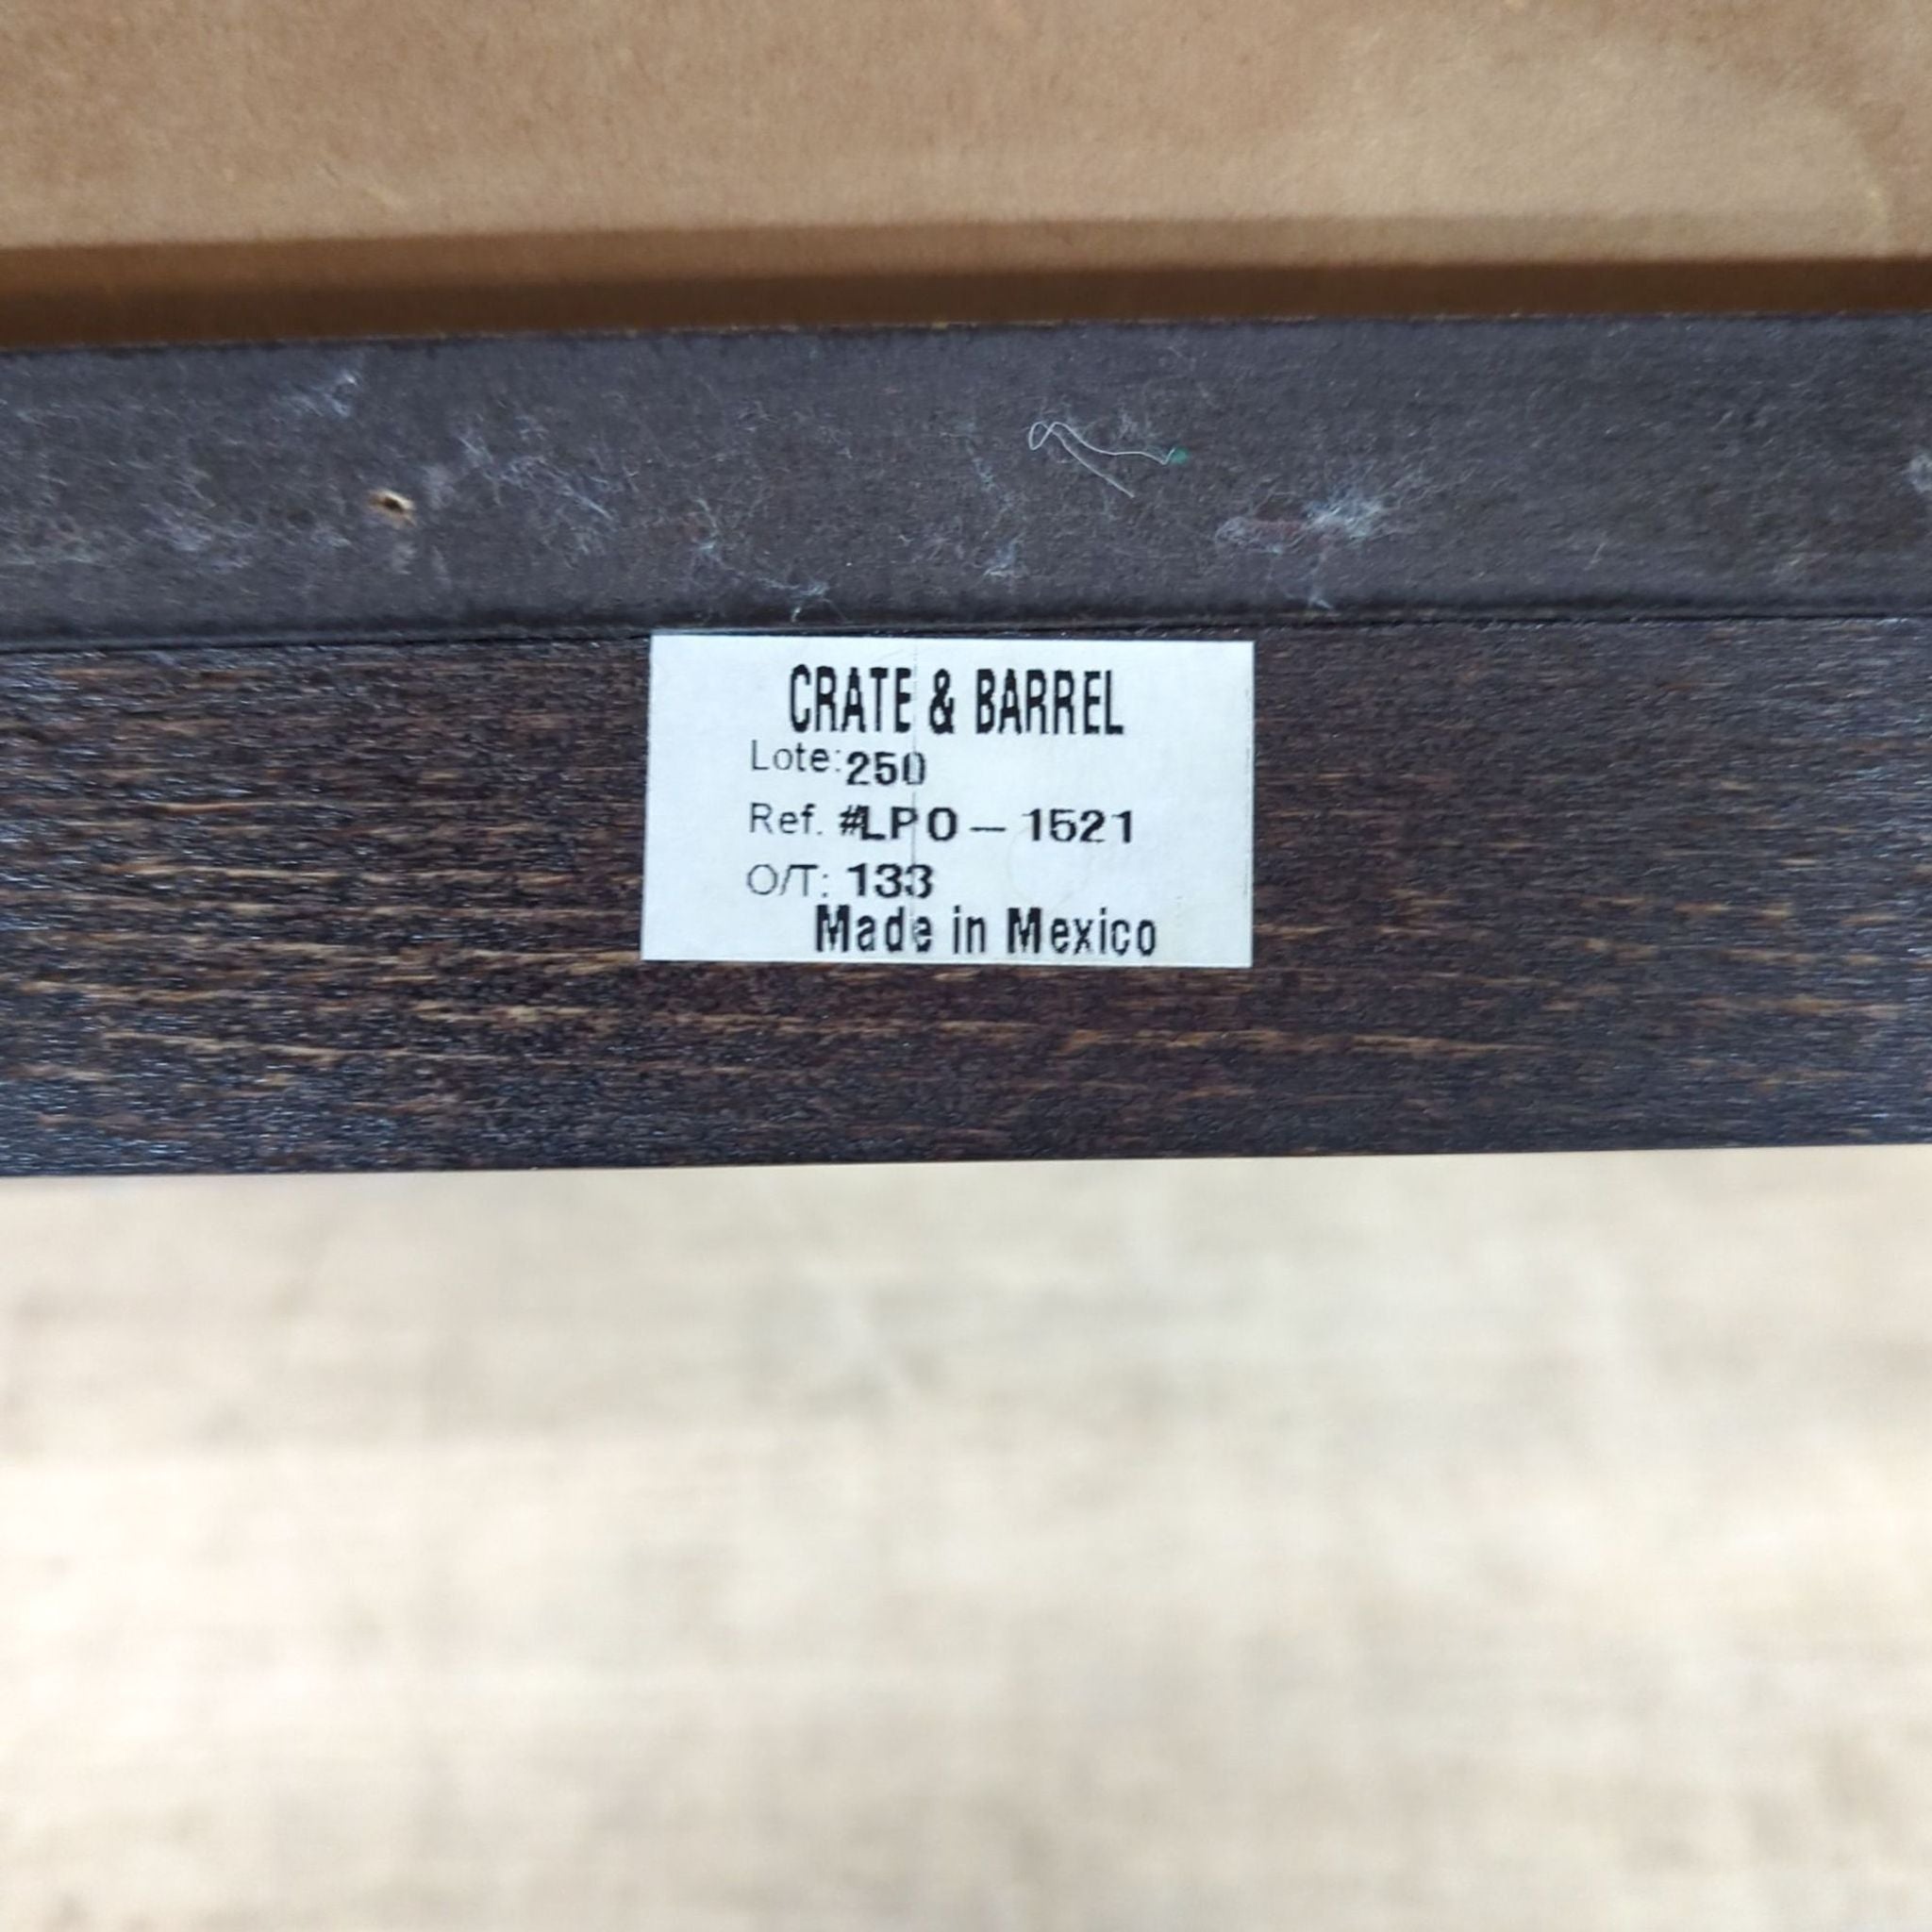 CRATE & BARREL
Lote: 250
Ref. #LPO - 1521
O/T: 133
Made in Mexico